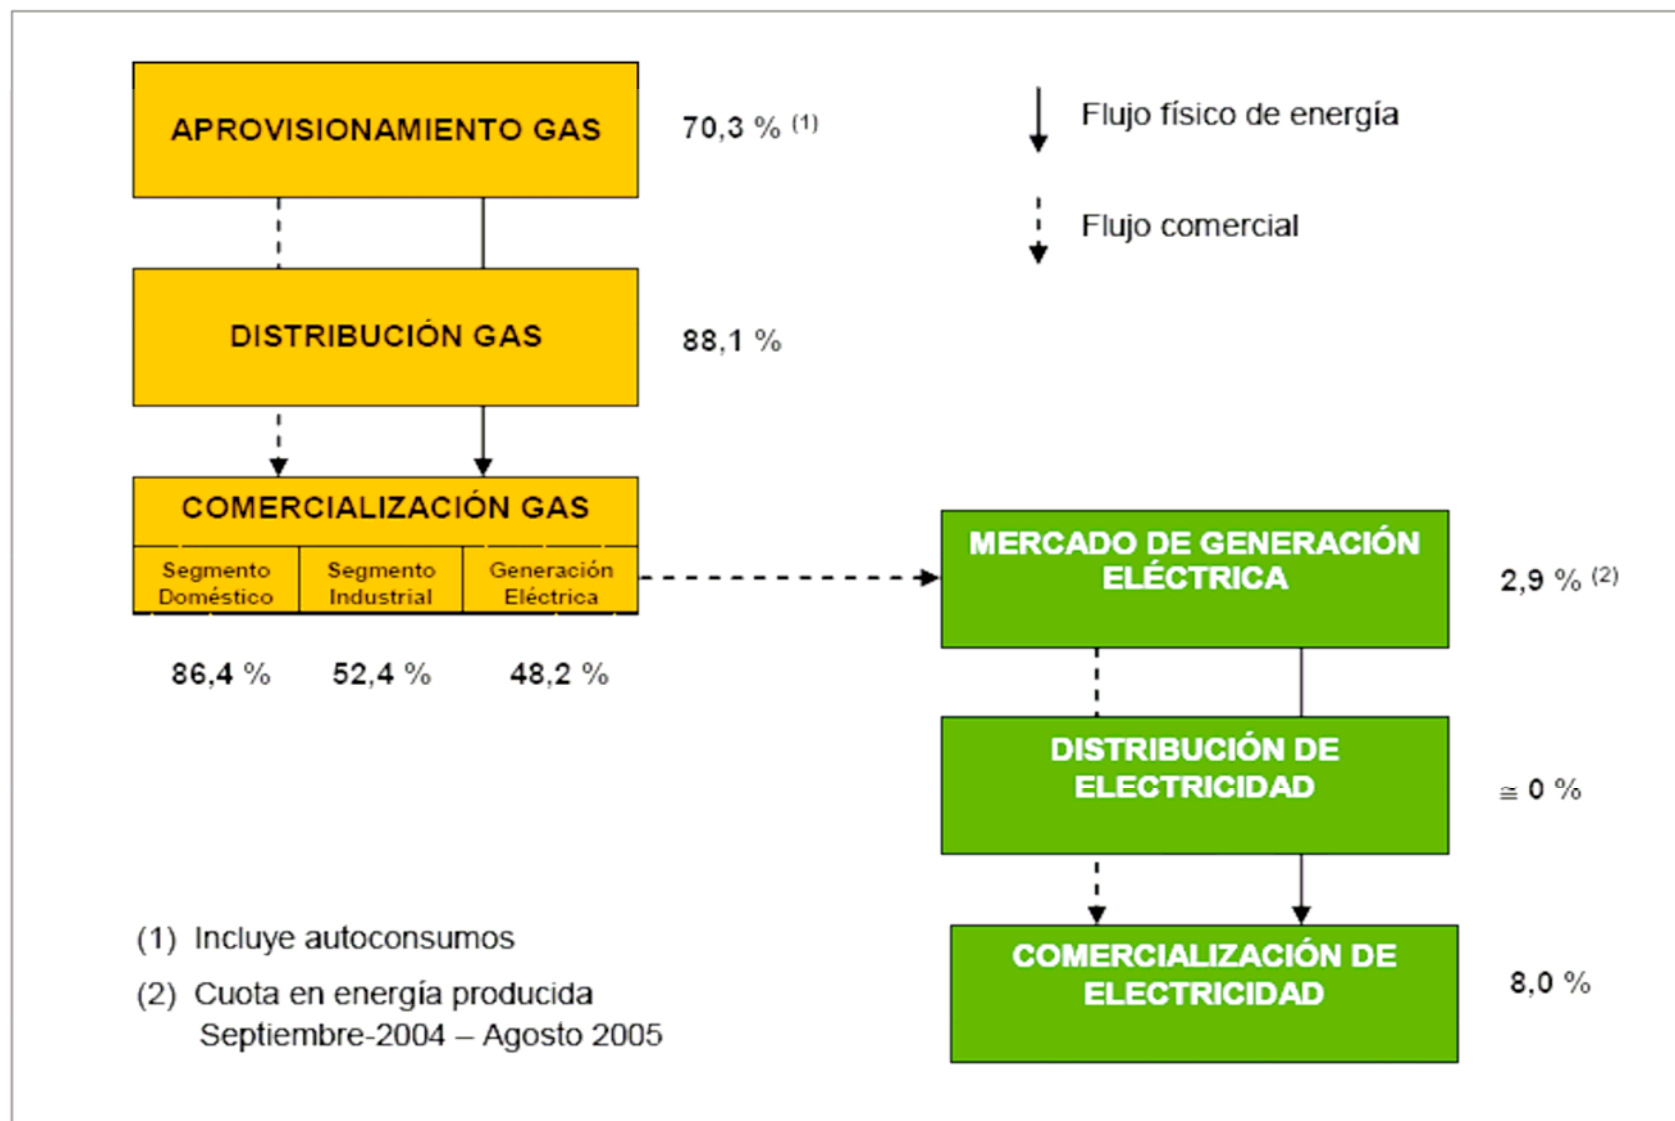 APROVISIONAMIENTO GAS
70,3 % (1)
Flujo físico de energía
Flujo comercial
DISTRIBUCIÓN GAS
88,1 %
COMERCIALIZACIÓN GAS
Segmento
Doméstico
Segmento
Industrial
Generación
Eléctrica
86,4 %
52,4 %
48,2 %
MERCADO DE GENERACIÓN
ELÉCTRICA
2,9 % (2)
DISTRIBUCIÓN DE
ELECTRICIDAD
≅ 0 %
COMERCIALIZACIÓN DE
ELECTRICIDAD
8,0 %
(1) Incluye autoconsumos
(2) Cuota en energía producida
Septiembre-2004 – Agosto 2005